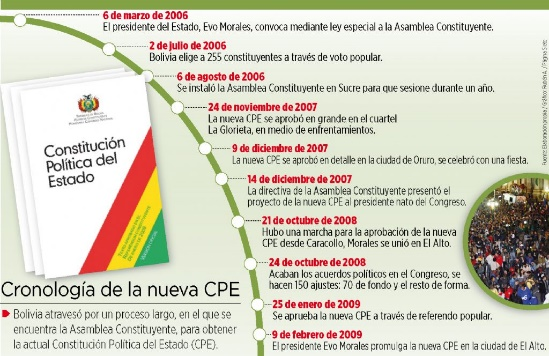 6 de marzo de 2006
El presidente del Estado, Evo Morales, convoca mediante ley especial a la Asamblea Constituyente.
2 de julio de 2006
Bolivia elige a 255 constituyentes a través de voto popular.
6 de agosto de 2006
Se instaló la Asamblea Constituyente en Sucre para que sesione durante un año.
24 de noviembre de 2007
La nueva CPE se aprobó en grande en el cuartel
La Glorieta, en medio de enfrentamientos.
9 de diciembre de 2007
La nueva CPE se aprobó en detalle en la ciudad de Oruro, se celebró con una fiesta.
14 de diciembre de 2007
La directiva de la Asamblea Constituyente presentó el
proyecto de la nueva CPE al presidente nato del Congreso.
21 de octubre de 2008
Hubo una marcha para la aprobación de la nueva
CPE desde Caracollo, Morales se unió en El Alto.
24 de octubre de 2008
Acaban los acuerdos políticos en el Congreso, se
hacen 150 ajustes: 70 de fondo y el resto de forma.
25 de enero de 2009
Se aprueba la nueva CPE a través de referendo popular.
9 de febrero de 2009
El presidente Evo Morales promulga la nueva CPE en la ciudad de El Alto.
Constitución
Política del
Estado
Cronología de la nueva CPE
Bolivia atravesó por un proceso largo, en el que se
encuentra la Asamblea Constituyente, para obtener
la actual Constitución Política del Estado (CPE).